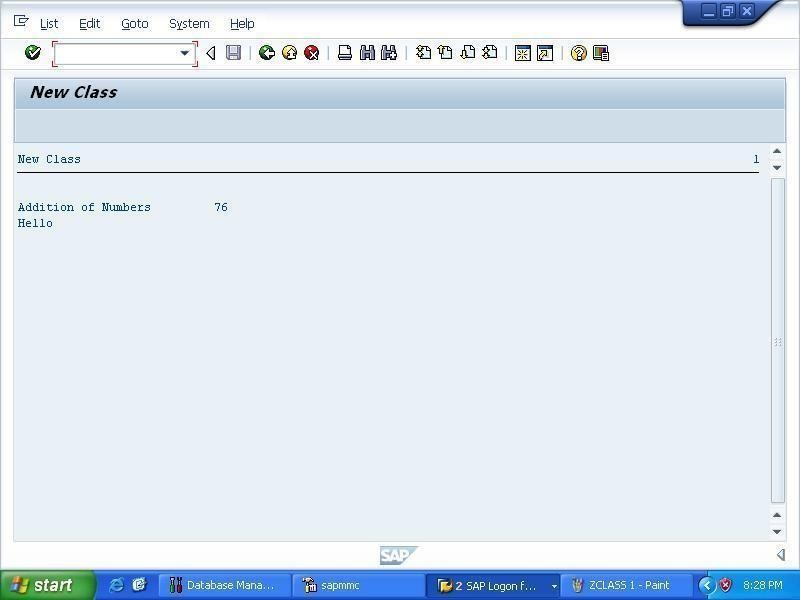 List Edit Goto System Help
New Class
New Class 1
Addition of Numbers 76
Hello
SAP
start Database Mana... sapmmc 2 SAP Logon f... ZCLASS 1 - Paint 8:28 PM